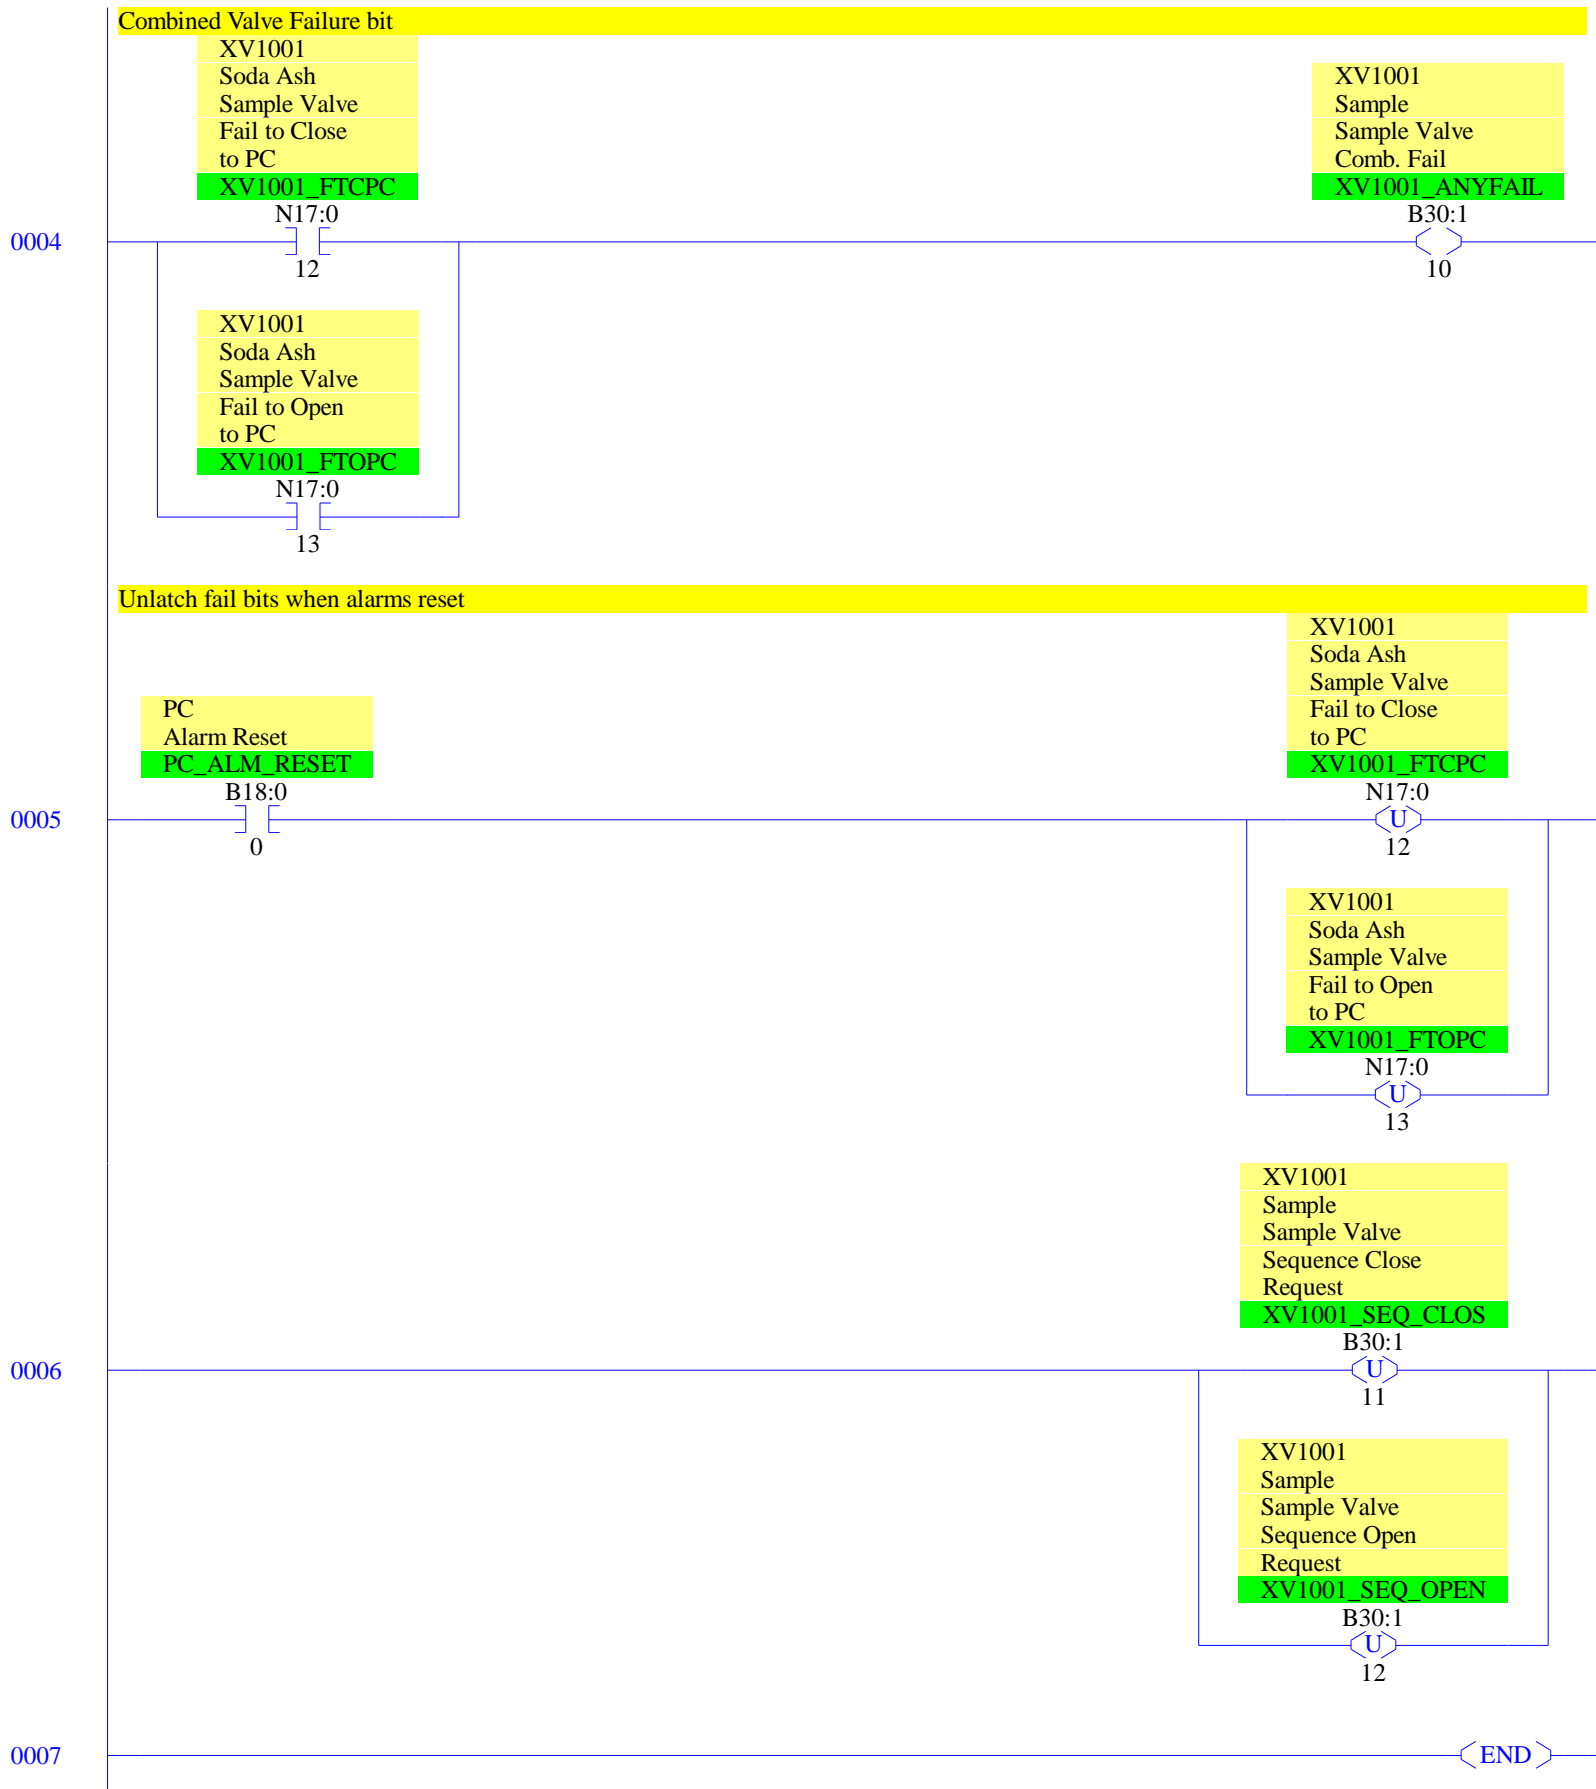 Combined Valve Failure bit
XV1001
Soda Ash
Sample Valve
Fail to Close
to PC
XV1001_FTCPC
N17:0
12
XV1001
Sample
Sample Valve
Comb. Fail
XV1001_ANYFAIL
B30:1
10
0004
XV1001
Soda Ash
Sample Valve
Fail to Open
to PC
XV1001_FTOPC
N17:0
13
Unlatch fail bits when alarms reset
PC
Alarm Reset
PC_ALM_RESET
B18:0
0
XV1001
Soda Ash
Sample Valve
Fail to Close
to PC
XV1001_FTCPC
N17:0
U
12
0005
XV1001
Soda Ash
Sample Valve
Fail to Open
to PC
XV1001_FTOPC
N17:0
U
13
XV1001
Sample
Sample Valve
Sequence Close
Request
XV1001_SEQ_CLOS
B30:1
U
11
0006
XV1001
Sample
Sample Valve
Sequence Open
Request
XV1001_SEQ_OPEN
B30:1
U
12
0007
END